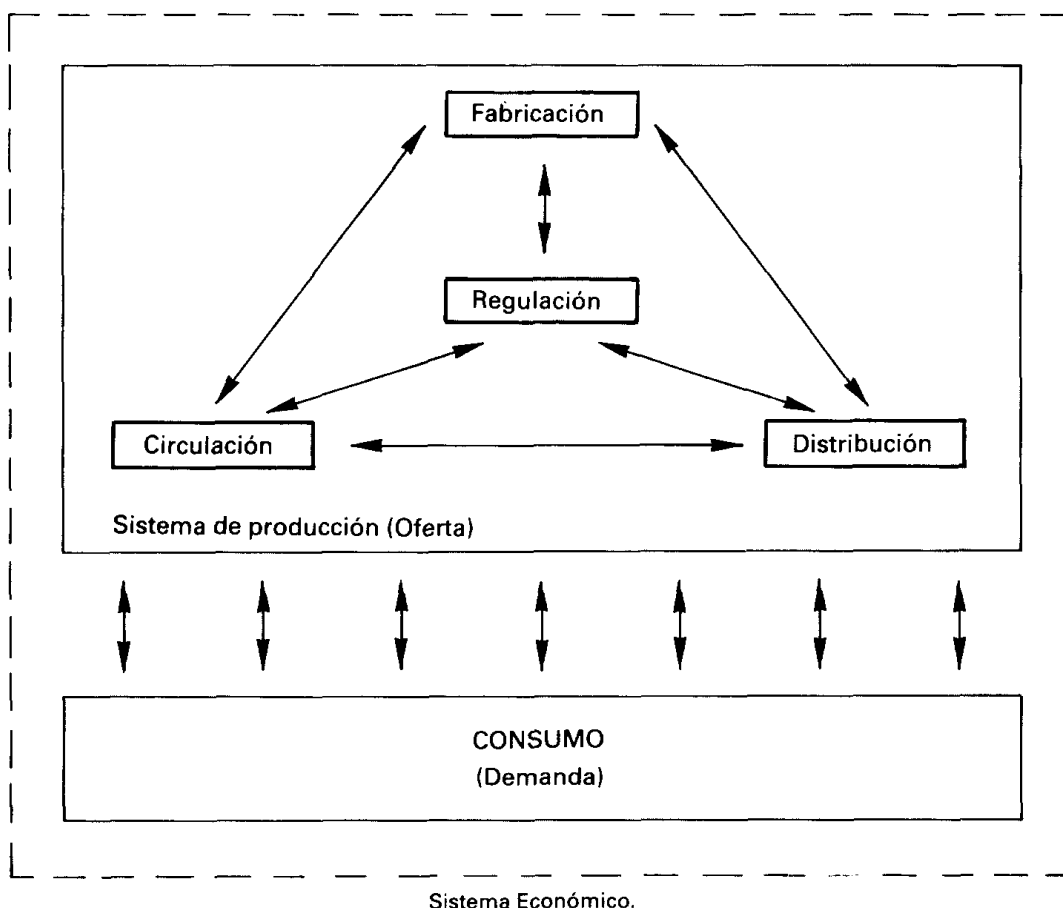 Fabricación
Regulación
Circulación
Distribución
Sistema de producción (Oferta)
CONSUMO
(Demanda)
Sistema Económico.